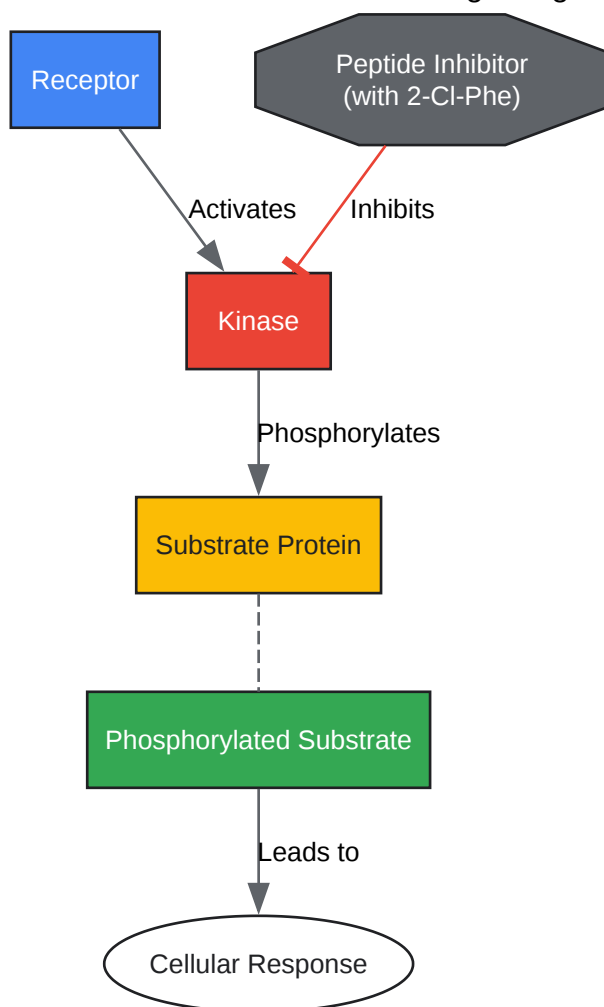 Receptor
Peptide Inhibitor
(with 2-Cl-Phe)
Activates
Inhibits
Kinase
Phosphorylates
Substrate Protein
Phosphorylated Substrate
Leads to
Cellular Response